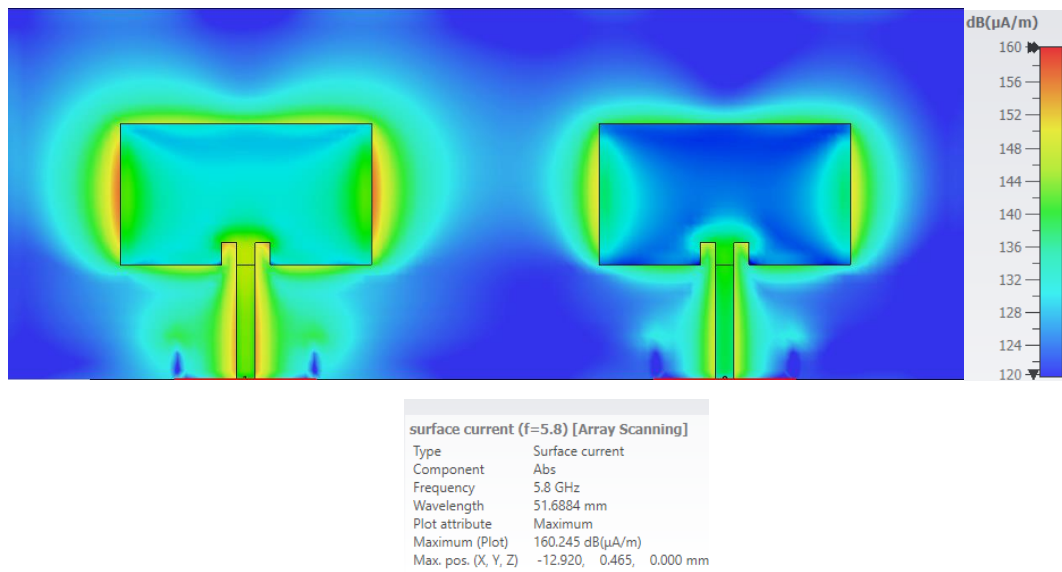 dB(µA/m)
160
156
152
148
144
140
136
132
128
124
120
surface current (f=5.8) [Array Scanning]
Type Surface current
Component Abs
Frequency 5.8 GHz
Wavelength 51.6884 mm
Plot attribute Maximum
Maximum (Plot) 160.245 dB(µA/m)
Max. pos. (X, Y, Z) -12.920, 0.465, 0.000 mm